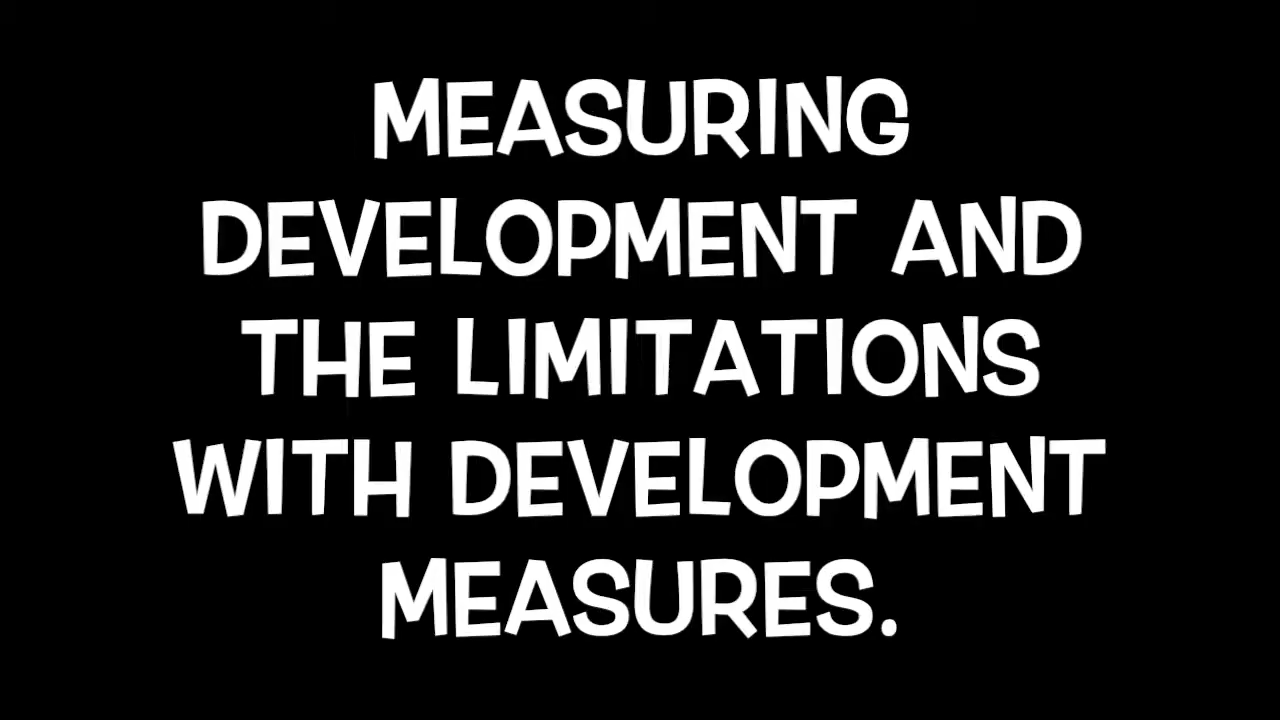 MEASURING
DEVELOPMENT AND
THE LIMITATIONS
WITH DEVELOPMENT
MEASURES.